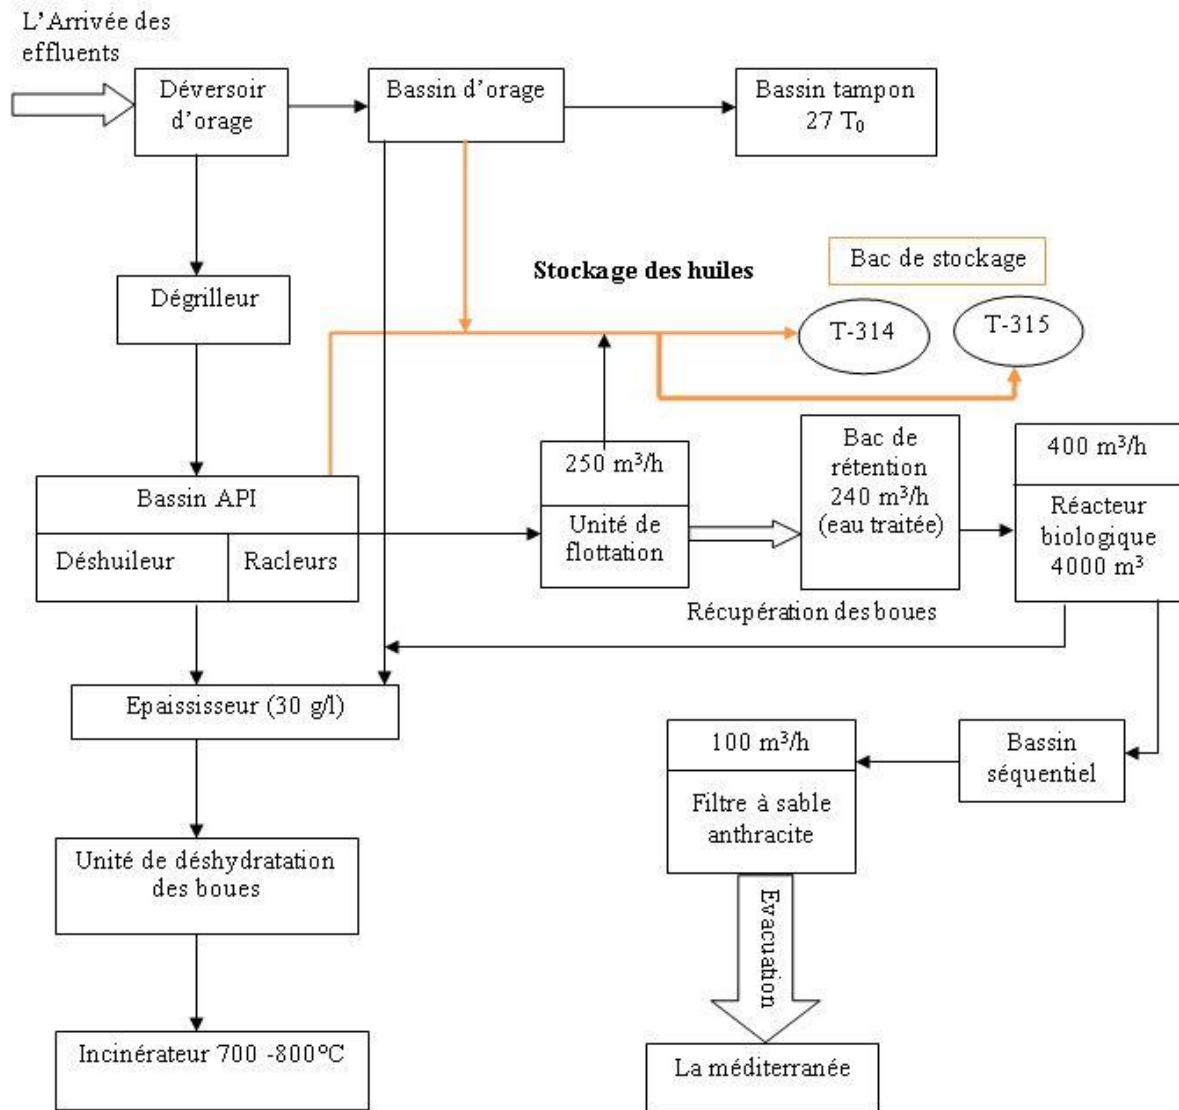 L'Arrivée des
effluents
Déversoir
d'orage
Bassin d'orage
Bassin tampon
27 T₀
Stockage des huiles
Bac de stockage
Dégrilleur
T-314
T-315
250 m³/h
Unité de
flottation
Bac de
rétention
240 m³/h
(eau traitée)
400 m³/h
Réacteur
biologique
4000 m³
Bassin API
Déshuileur
Racleurs
Récupération des boues
Epaississeur (30 g/l)
100 m³/h
Filtre à sable
anthracite
Bassin
séquentiel
Unité de déshydratation
des boues
Evacuation
Incinérateur 700 -800°C
La méditerranée